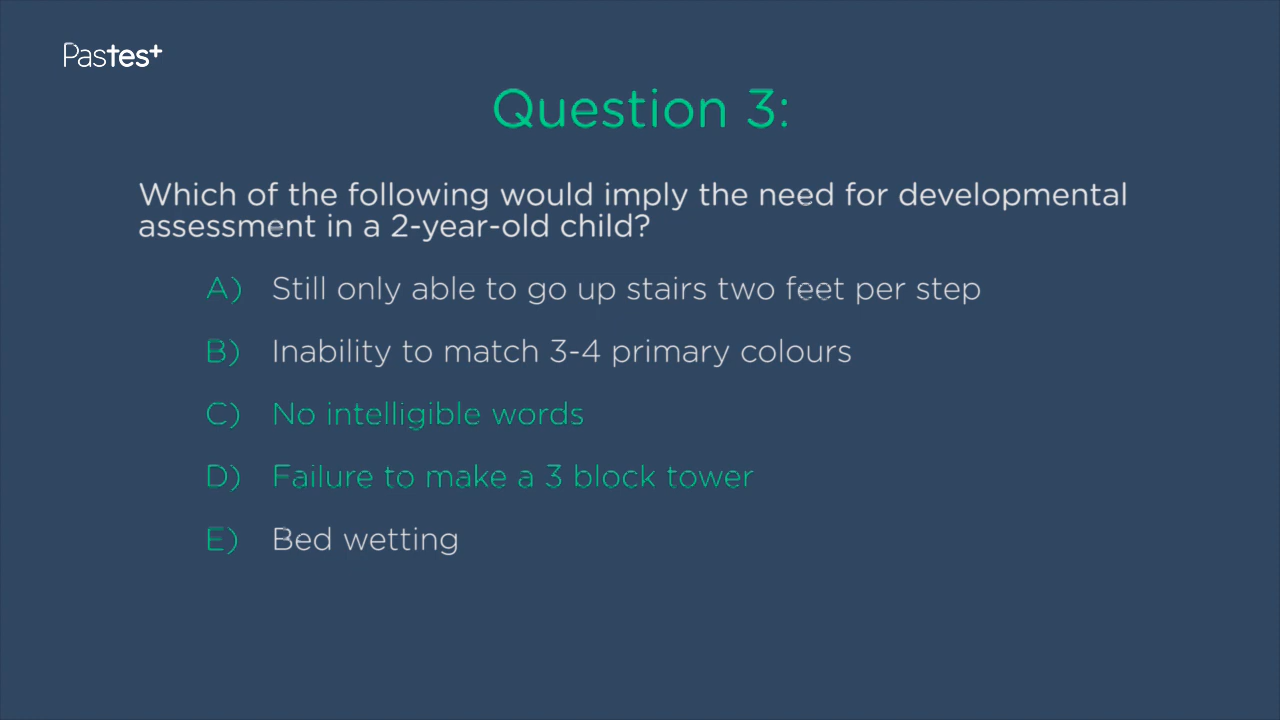 Pastest
Question 3:
Which of the following would imply the need for developmental
assessment in a 2-year-old child?
A) Still only able to go up stairs two feet per step
B) Inability to match 3-4 primary colours
C) No intelligible words
D) Failure to make a 3 block tower
E) Bed wetting